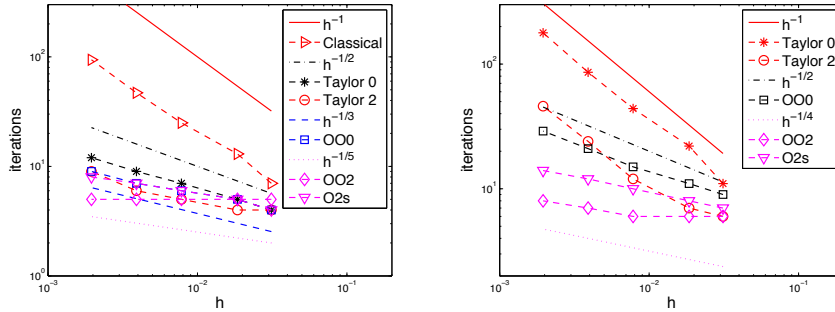 h^-1
Classical
h^-1/2
Taylor 0
Taylor 2
h^-1/3
OO0
h^-1/5
OO2
O2s
10^2
10^1
10^0
iterations
10^-3
10^-2
10^-1
h
h^-1
Taylor 0
Taylor 2
h^-1/2
OO0
h^-1/4
OO2
O2s
10^2
10^1
iterations
10^-3
10^-2
10^-1
h